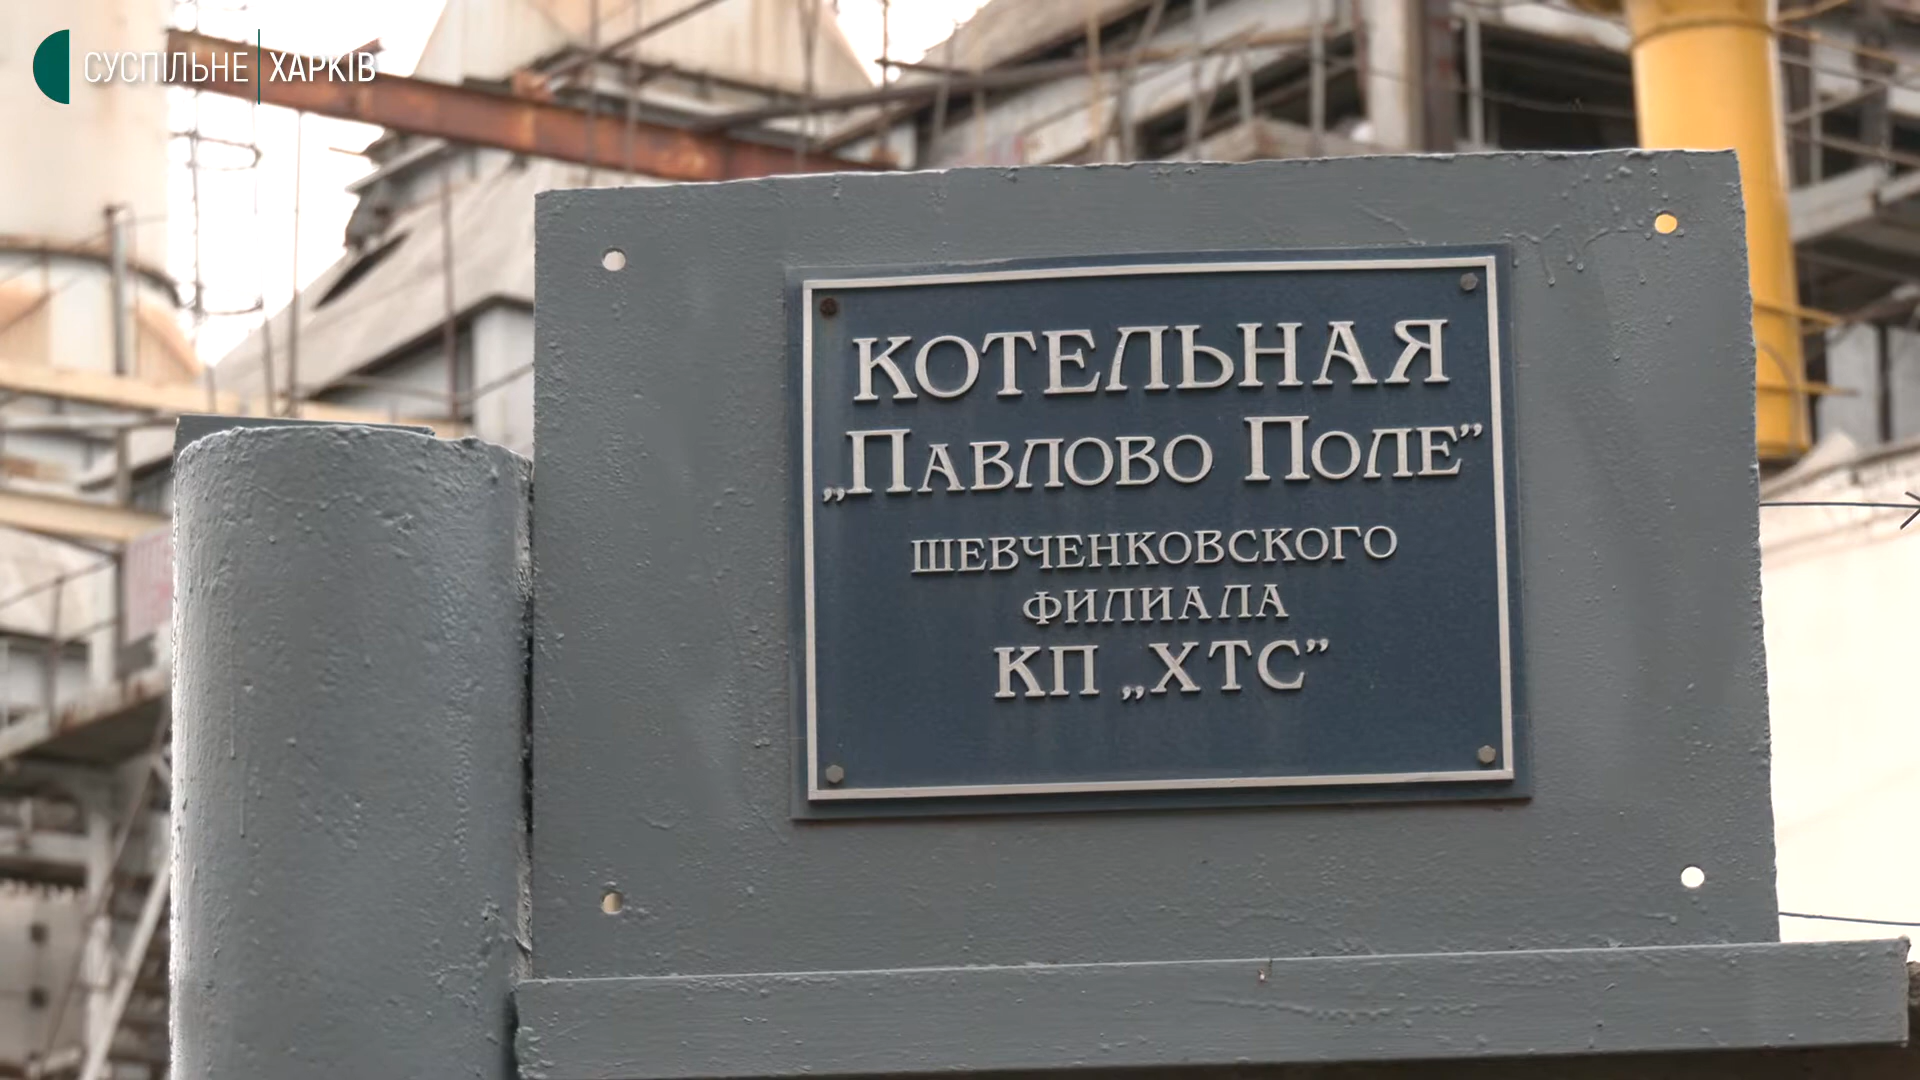 СУСПІЛЬНЕ ХАРКІВ
КОТЕЛЬНАЯ
„ПАВЛОВО ПОЛЕ”
ШЕВЧЕНКОВСКОГО
ФИЛИАЛА
КП „ХТС”